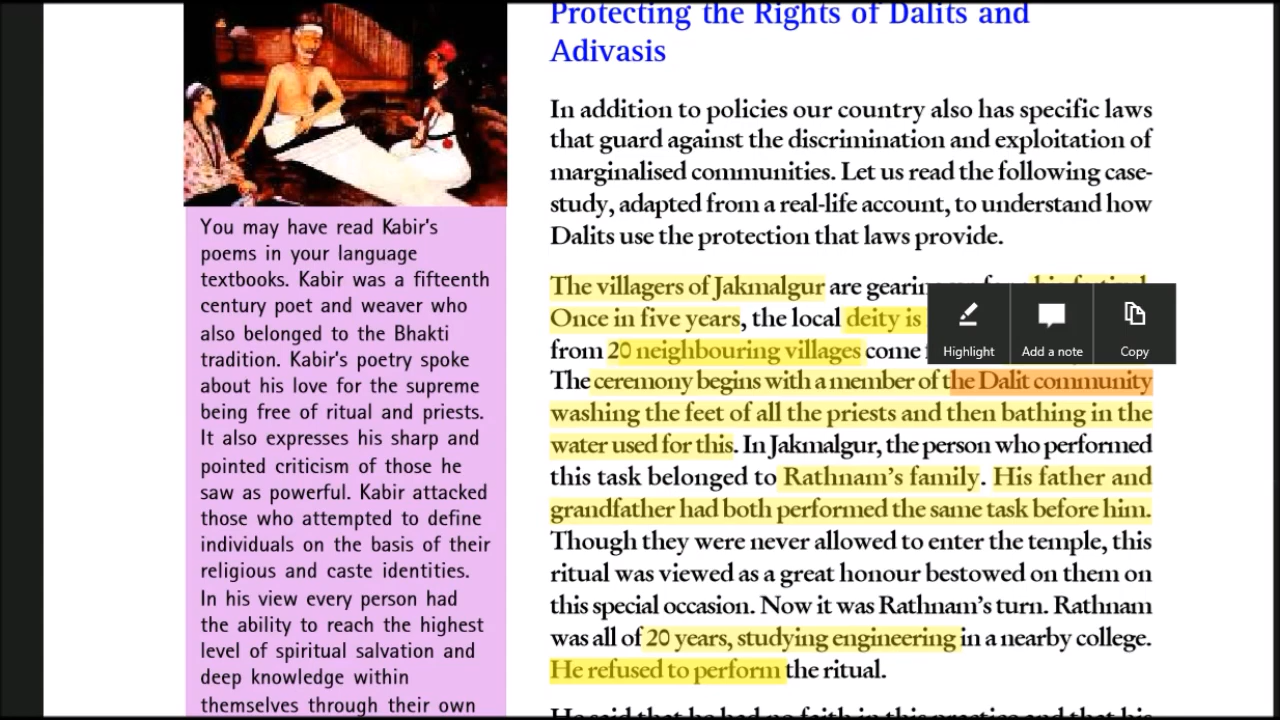 Protecting the Rights of Dalits and
Adivasis
In addition to policies our country also has specific laws
that guard against the discrimination and exploitation of
marginalised communities. Let us read the following case-
study, adapted from a real-life account, to understand how
Dalits use the protection that laws provide.
The villagers of Jakmalgur are gearing
Once in five years, the local deity is
from 20 neighbouring villages come
The ceremony begins with a member of the Dalit community
washing the feet of all the priests and then bathing in the
water used for this. In Jakmalgur, the person who performed
this task belonged to Rathnam's family. His father and
grandfather had both performed the same task before him.
Though they were never allowed to enter the temple, this
ritual was viewed as a great honour bestowed on them on
this special occasion. Now it was Rathnam's turn. Rathnam
was all of 20 years, studying engineering in a nearby college.
He refused to perform the ritual.
Highlight
Add a note
Copy
You may have read Kabir's
poems in your language
textbooks. Kabir was a fifteenth
century poet and weaver who
also belonged to the Bhakti
tradition. Kabir's poetry spoke
about his love for the supreme
being free of ritual and priests.
It also expresses his sharp and
pointed criticism of those he
saw as powerful. Kabir attacked
those who attempted to define
individuals on the basis of their
religious and caste identities.
In his view every person had
the ability to reach the highest
level of spiritual salvation and
deep knowledge within
themselves through their own